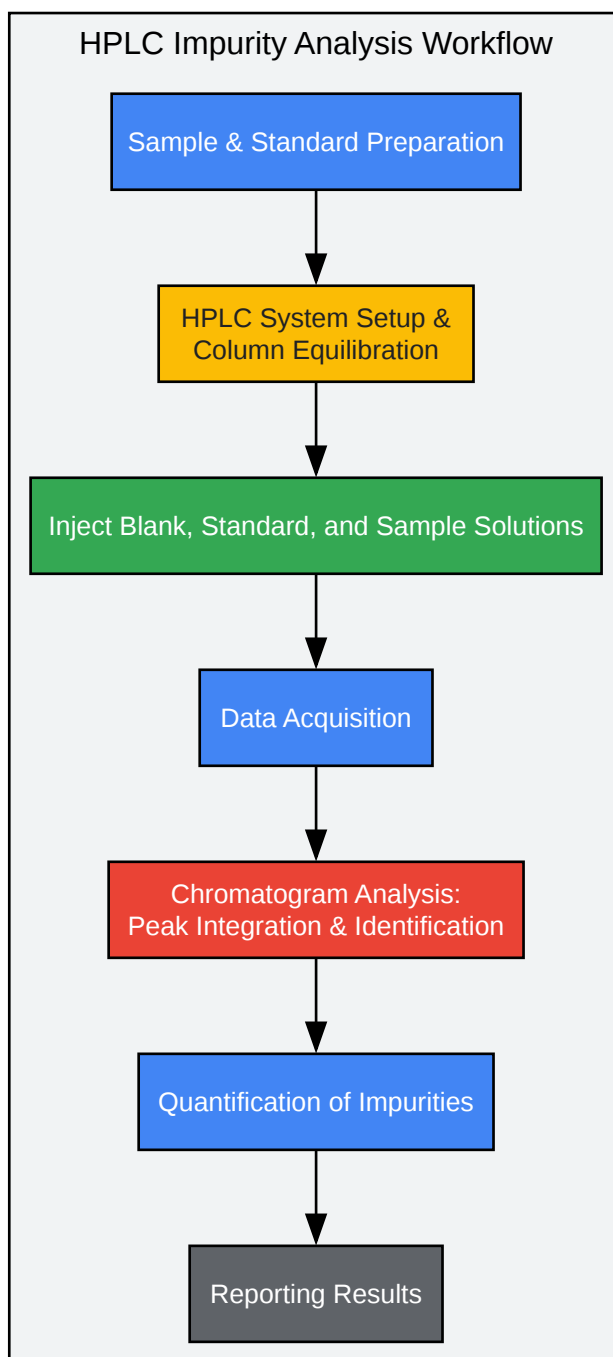 HPLC Impurity Analysis Workflow
Sample & Standard Preparation
HPLC System Setup &
Column Equilibration
Inject Blank, Standard, and Sample Solutions
Data Acquisition
Chromatogram Analysis:
Peak Integration & Identification
Quantification of Impurities
Reporting Results